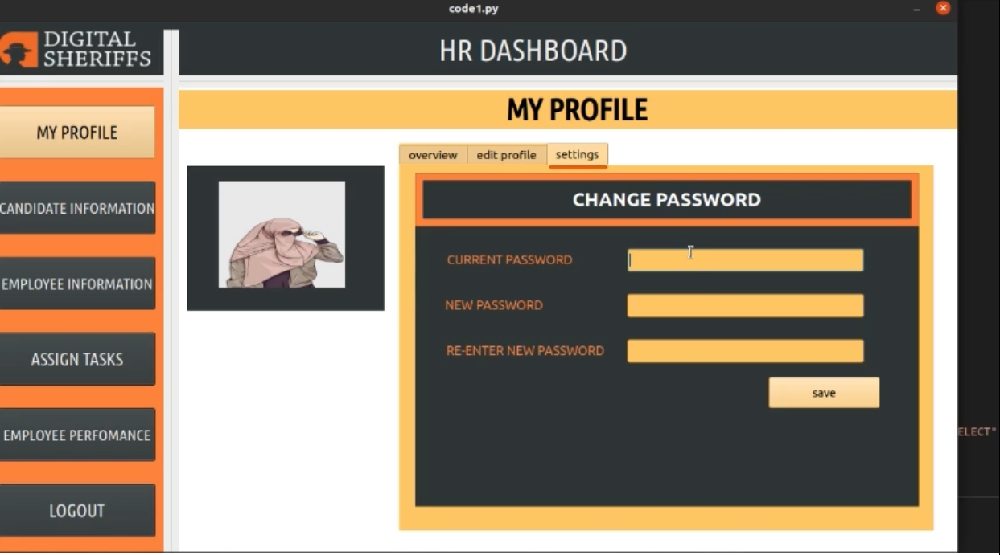 code1.py
DIGITAL
SHERIFFS
HR DASHBOARD
MY PROFILE
MY PROFILE
CANDIDATE INFORMATION
EMPLOYEE INFORMATION
ASSIGN TASKS
EMPLOYEE PERFOMANCE
LOGOUT
overview
edit profile
settings
CHANGE PASSWORD
CURRENT PASSWORD
NEW PASSWORD
RE-ENTER NEW PASSWORD
save
ELECT"